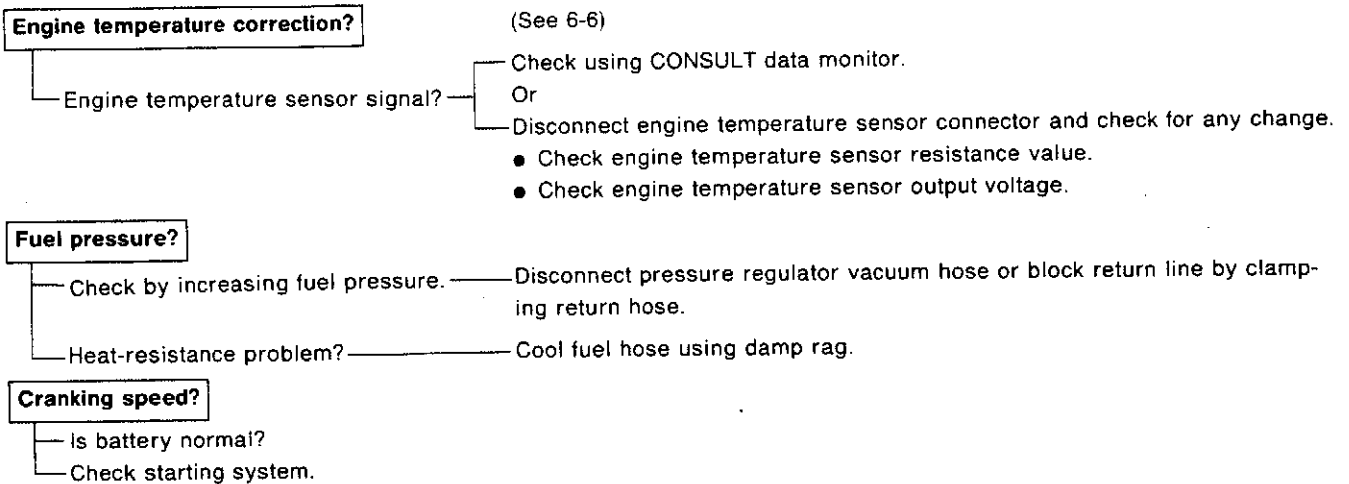 Engine temperature correction? (See 6-6)
Check using CONSULT data monitor.
Engine temperature sensor signal? Or
Disconnect engine temperature sensor connector and check for any change.
● Check engine temperature sensor resistance value.
● Check engine temperature sensor output voltage.
Fuel pressure?
Check by increasing fuel pressure. Disconnect pressure regulator vacuum hose or block return line by clamp-
ing return hose.
Heat-resistance problem? Cool fuel hose using damp rag.
Cranking speed?
Is battery normal?
Check starting system.